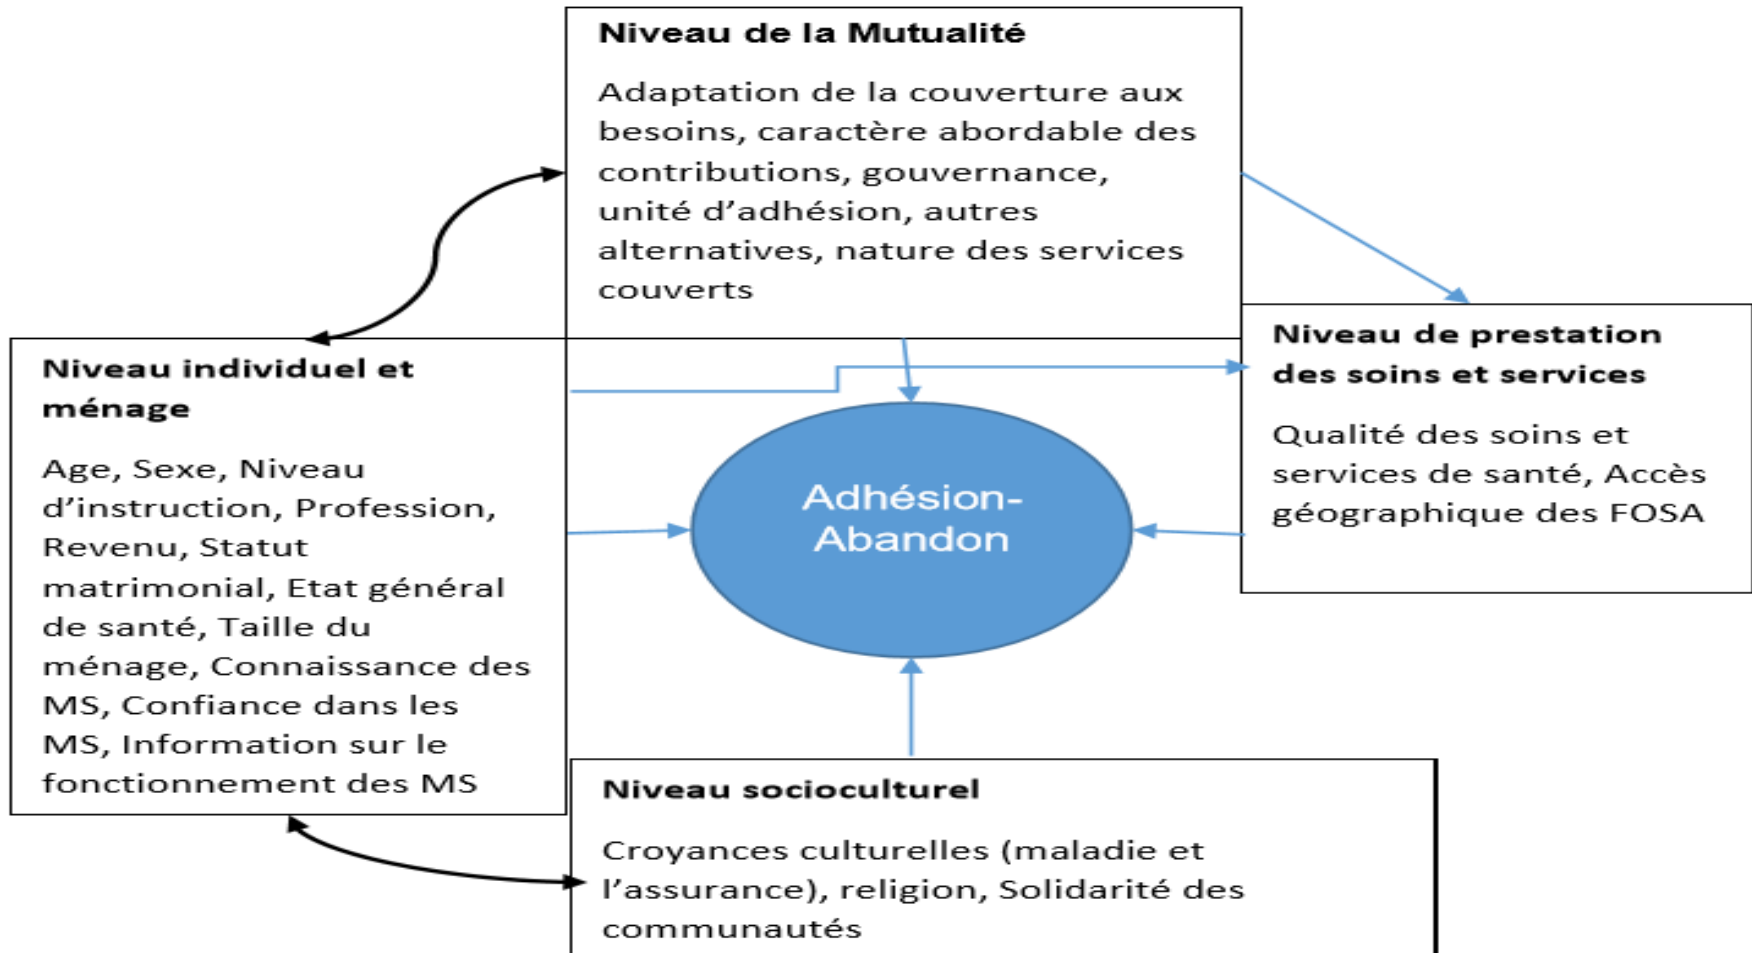 Niveau de la Mutualité
Adaptation de la couverture aux
besoins, caractère abordable des
contributions, gouvernance,
unité d’adhésion, autres
alternatives, nature des services
couverts
Niveau individuel et
ménage
Age, Sexe, Niveau
d’instruction, Profession,
Revenu, Statut
matrimonial, Etat général
de santé, Taille du
ménage, Connaissance des
MS, Confiance dans les
MS, Information sur le
fonctionnement des MS
Adhésion-
Abandon
Niveau de prestation
des soins et services
Qualité des soins et
services de santé, Accès
géographique des FOSA
Niveau socioculturel
Croyances culturelles (maladie et
l’assurance), religion, Solidarité des
communautés